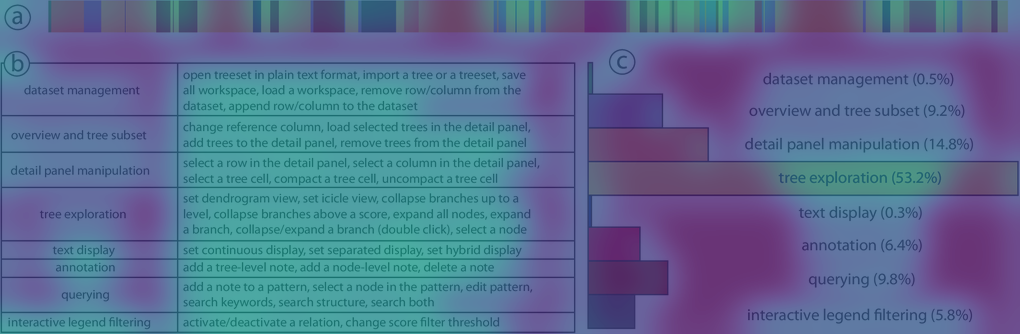 a
b
dataset management
open treeset in plain text format, import a tree or a treeset, save
all workspace, load a workspace, remove row/column from the
dataset, append row/column to the dataset
overview and tree subset
change reference column, load selected trees in the detail panel,
add trees to the detail panel, remove trees from the detail panel
detail panel manipulation
select a row in the detail panel, select a column in the detail panel,
select a tree cell, compact a tree cell, uncompact a tree cell
tree exploration
set dendrogram view, set icicle view, collapse branches up to a
level, collapse branches above a score, expand all nodes, expand
a branch, collapse/expand a branch (double click), select a node
text display
set continuous display, set separated display, set hybrid display
annotation
add a tree-level note, add a node-level note, delete a note
querying
add a note to a pattern, select a node in the pattern, edit pattern,
search keywords, search structure, search both
interactive legend filtering
activate/deactivate a relation, change score filter threshold
c
dataset management (0.5%)
overview and tree subset (9.2%)
detail panel manipulation (14.8%)
tree exploration (53.2%)
text display (0.3%)
annotation (6.4%)
querying (9.8%)
interactive legend filtering (5.8%)